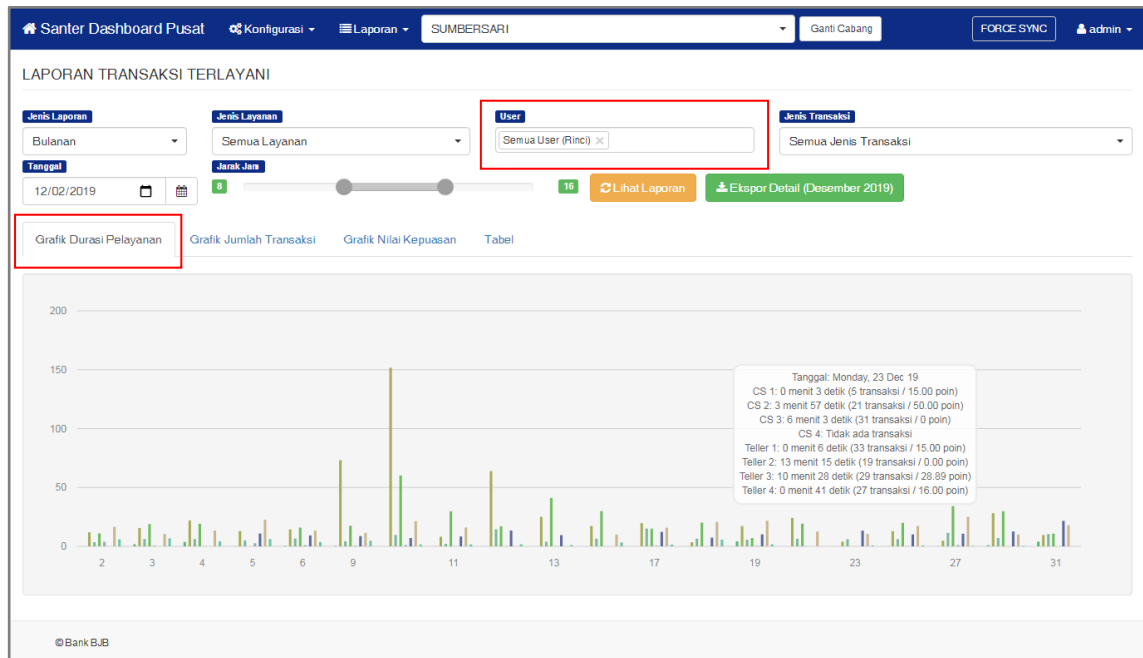 Santer Dashboard Pusat Konfigurasi Laporan SUMBERSARI Ganti Cabang FORCE SYNC admin
LAPORAN TRANSAKSI TERLAYANI
Jenis Laporan Jenis Layanan User Jenis Transaksi
Bulanan Semua Layanan Semua User (Rinci) × Semua Jenis Transaksi
Tanggal Jarak Jam
12/02/2019 8 16 Lihat Laporan Ekspor Detail (Desember 2019)
Grafik Durasi Pelayanan Grafik Jumlah Transaksi Grafik Nilai Kepuasan Tabel
200
150
100
50
0
Tanggal: Monday, 23 Dec 19
CS 1: 0 menit 3 detik (5 transaksi / 15.00 poin)
CS 2: 3 menit 57 detik (21 transaksi / 50.00 poin)
CS 3: 6 menit 3 detik (31 transaksi / 0 poin)
CS 4: Tidak ada transaksi
Teller 1: 0 menit 6 detik (33 transaksi / 15.00 poin)
Teller 2: 13 menit 15 detik (19 transaksi / 0.00 poin)
Teller 3: 10 menit 28 detik (29 transaksi / 28.89 poin)
Teller 4: 0 menit 41 detik (27 transaksi / 16.00 poin)
2 3 4 5 6 9 11 13 17 19 23 27 31
© Bank BJB